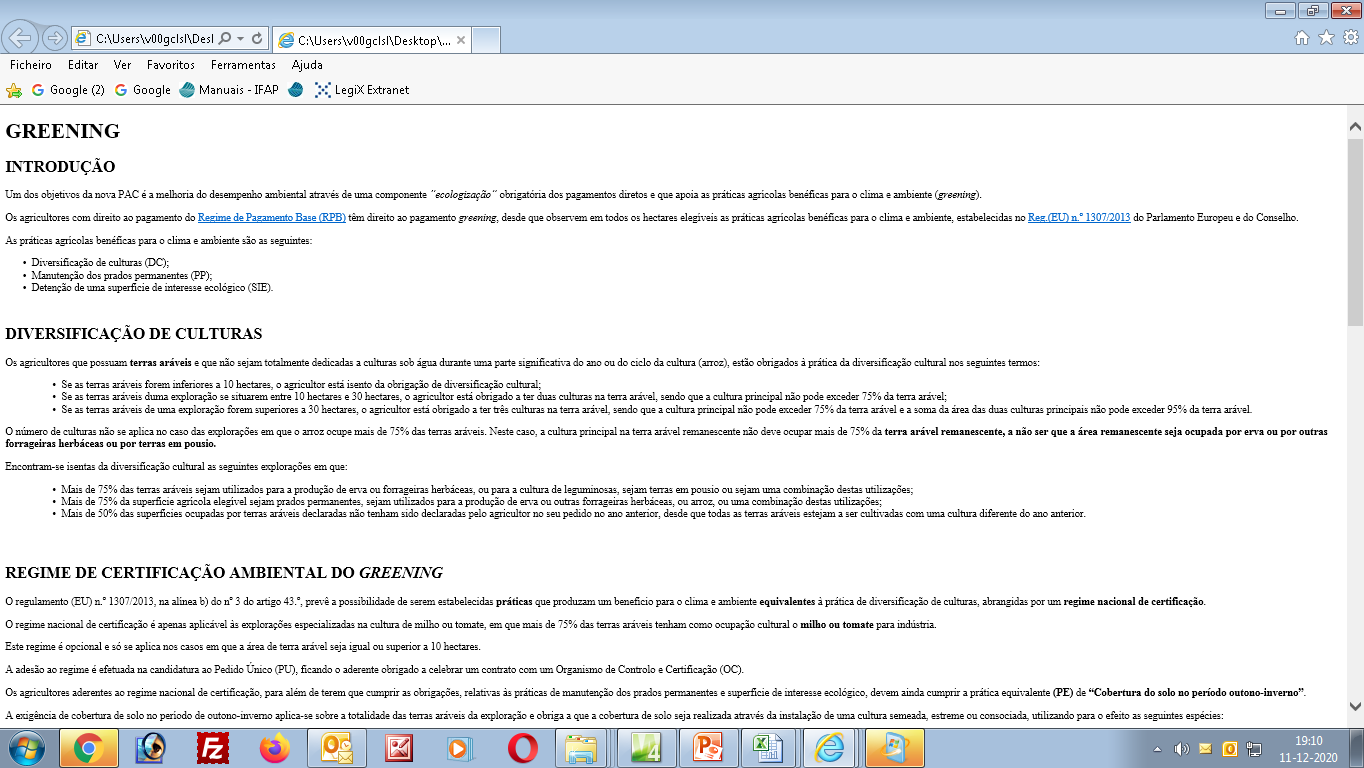 C:\Users\v00gclsl\Desl
C:\Users\v00gclsl\Desktop\...
Ficheiro Editar Ver Favoritos Ferramentas Ajuda
Google (2) Google Manuais - IFAP LegiX Extranet
GREENING
INTRODUÇÃO
Um dos objetivos da nova PAC é a melhoria do desempenho ambiental através de uma componente ´´ecologização´´ obrigatória dos pagamentos diretos e que apoia as práticas agrícolas benéficas para o clima e ambiente (greening).
Os agricultores com direito ao pagamento do Regime de Pagamento Base (RPB) têm direito ao pagamento greening, desde que observem em todos os hectares elegíveis as práticas agrícolas benéficas para o clima e ambiente, estabelecidas no Reg.(EU) n.º 1307/2013 do Parlamento Europeu e do Conselho.
As práticas agrícolas benéficas para o clima e ambiente são as seguintes:
• Diversificação de culturas (DC);
• Manutenção dos prados permanentes (PP);
• Detenção de uma superfície de interesse ecológico (SIE).
DIVERSIFICAÇÃO DE CULTURAS
Os agricultores que possuam terras aráveis e que não sejam totalmente dedicadas a culturas sob água durante uma parte significativa do ano ou do ciclo da cultura (arroz), estão obrigados à prática da diversificação cultural nos seguintes termos:
• Se as terras aráveis forem inferiores a 10 hectares, o agricultor está isento da obrigação de diversificação cultural;
• Se as terras aráveis duma exploração se situarem entre 10 hectares e 30 hectares, o agricultor está obrigado a ter duas culturas na terra arável, sendo que a cultura principal não pode exceder 75% da terra arável;
• Se as terras aráveis de uma exploração forem superiores a 30 hectares, o agricultor está obrigado a ter três culturas na terra arável, sendo que a cultura principal não pode exceder 75% da terra arável e a soma da área das duas culturas principais não pode exceder 95% da terra arável.
O número de culturas não se aplica no caso das explorações em que o arroz ocupe mais de 75% das terras aráveis. Neste caso, a cultura principal na terra arável remanescente não deve ocupar mais de 75% da terra arável remanescente, a não ser que a área remanescente seja ocupada por erva ou por outras
forrageiras herbáceas ou por terras em pousio.
Encontram-se isentas da diversificação cultural as seguintes explorações em que:
• Mais de 75% das terras aráveis sejam utilizados para a produção de erva ou forrageiras herbáceas, ou para a cultura de leguminosas, sejam terras em pousio ou sejam uma combinação destas utilizações;
• Mais de 75% da superfície agrícola elegível sejam prados permanentes, sejam utilizados para a produção de erva ou outras forrageiras herbáceas, ou arroz, ou uma combinação destas utilizações;
• Mais de 50% das superfícies ocupadas por terras aráveis declaradas não tenham sido declaradas pelo agricultor no seu pedido no ano anterior, desde que todas as terras aráveis estejam a ser cultivadas com uma cultura diferente do ano anterior.
REGIME DE CERTIFICAÇÃO AMBIENTAL DO GREENING
O regulamento (EU) n.º 1307/2013, na alínea b) do nº 3 do artigo 43.º, prevê a possibilidade de serem estabelecidas práticas que produzam um benefício para o clima e ambiente equivalentes à prática de diversificação de culturas, abrangidas por um regime nacional de certificação.
O regime nacional de certificação é apenas aplicável às explorações especializadas na cultura de milho ou tomate, em que mais de 75% das terras aráveis tenham como ocupação cultural o milho ou tomate para indústria.
Este regime é opcional e só se aplica nos casos em que a área de terra arável seja igual ou superior a 10 hectares.
A adesão ao regime é efetuada na candidatura ao Pedido Único (PU), ficando o aderente obrigado a celebrar um contrato com um Organismo de Controlo e Certificação (OC).
Os agricultores aderentes ao regime nacional de certificação, para além de terem que cumprir as obrigações, relativas às práticas de manutenção dos prados permanentes e superfície de interesse ecológico, devem ainda cumprir a prática equivalente (PE) de “Cobertura do solo no período outono-inverno”.
A exigência de cobertura de solo no período de outono-inverno aplica-se sobre a totalidade das terras aráveis da exploração e obriga a que a cobertura de solo seja realizada através da instalação de uma cultura semeada, estreme ou consociada, utilizando para o efeito as seguintes espécies:
19:10
11-12-2020